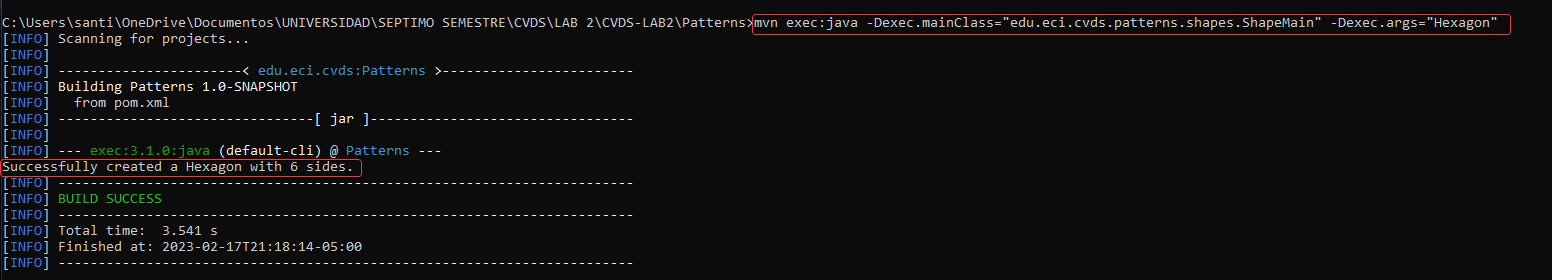 C:\Users\santi\OneDrive\Documentos\UNIVERSIDAD\SEPTIMO SEMESTRE\CVDS\LAB 2\CVDS-LAB2\Patterns>mvn exec:java -Dexec.mainClass="edu.eci.cvds.patterns.shapes.ShapeMain" -Dexec.args="Hexagon"
[INFO] Scanning for projects...
[INFO]
[INFO] -----------------------< edu.eci.cvds:Patterns >------------------------
[INFO] Building Patterns 1.0-SNAPSHOT
[INFO]   from pom.xml
[INFO] --------------------------------[ jar ]---------------------------------
[INFO]
[INFO] --- exec:3.1.0:java (default-cli) @ Patterns ---
Successfully created a Hexagon with 6 sides.
[INFO] ------------------------------------------------------------------------
[INFO] BUILD SUCCESS
[INFO] ------------------------------------------------------------------------
[INFO] Total time:  3.541 s
[INFO] Finished at: 2023-02-17T21:18:14-05:00
[INFO] ------------------------------------------------------------------------